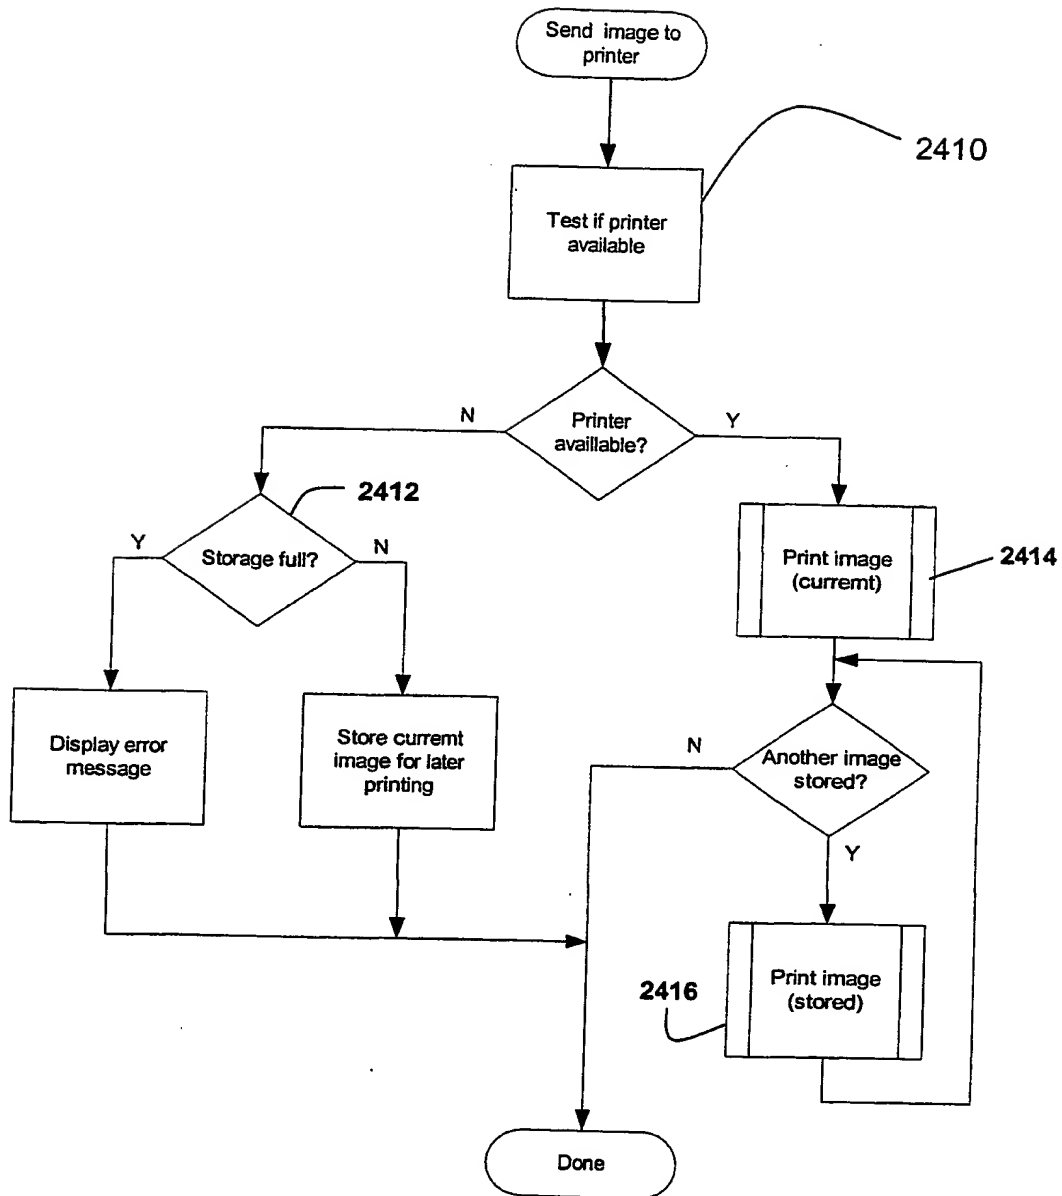 Send image to
printer
2410
Test if printer
available
N
Printer
availlable?
Y
2412
Y
Storage full?
N
Print image
(curremt)
2414
Display error
message
Store curremt
image for later
printing
N
Another image
stored?
Y
2416
Print image
(stored)
Done